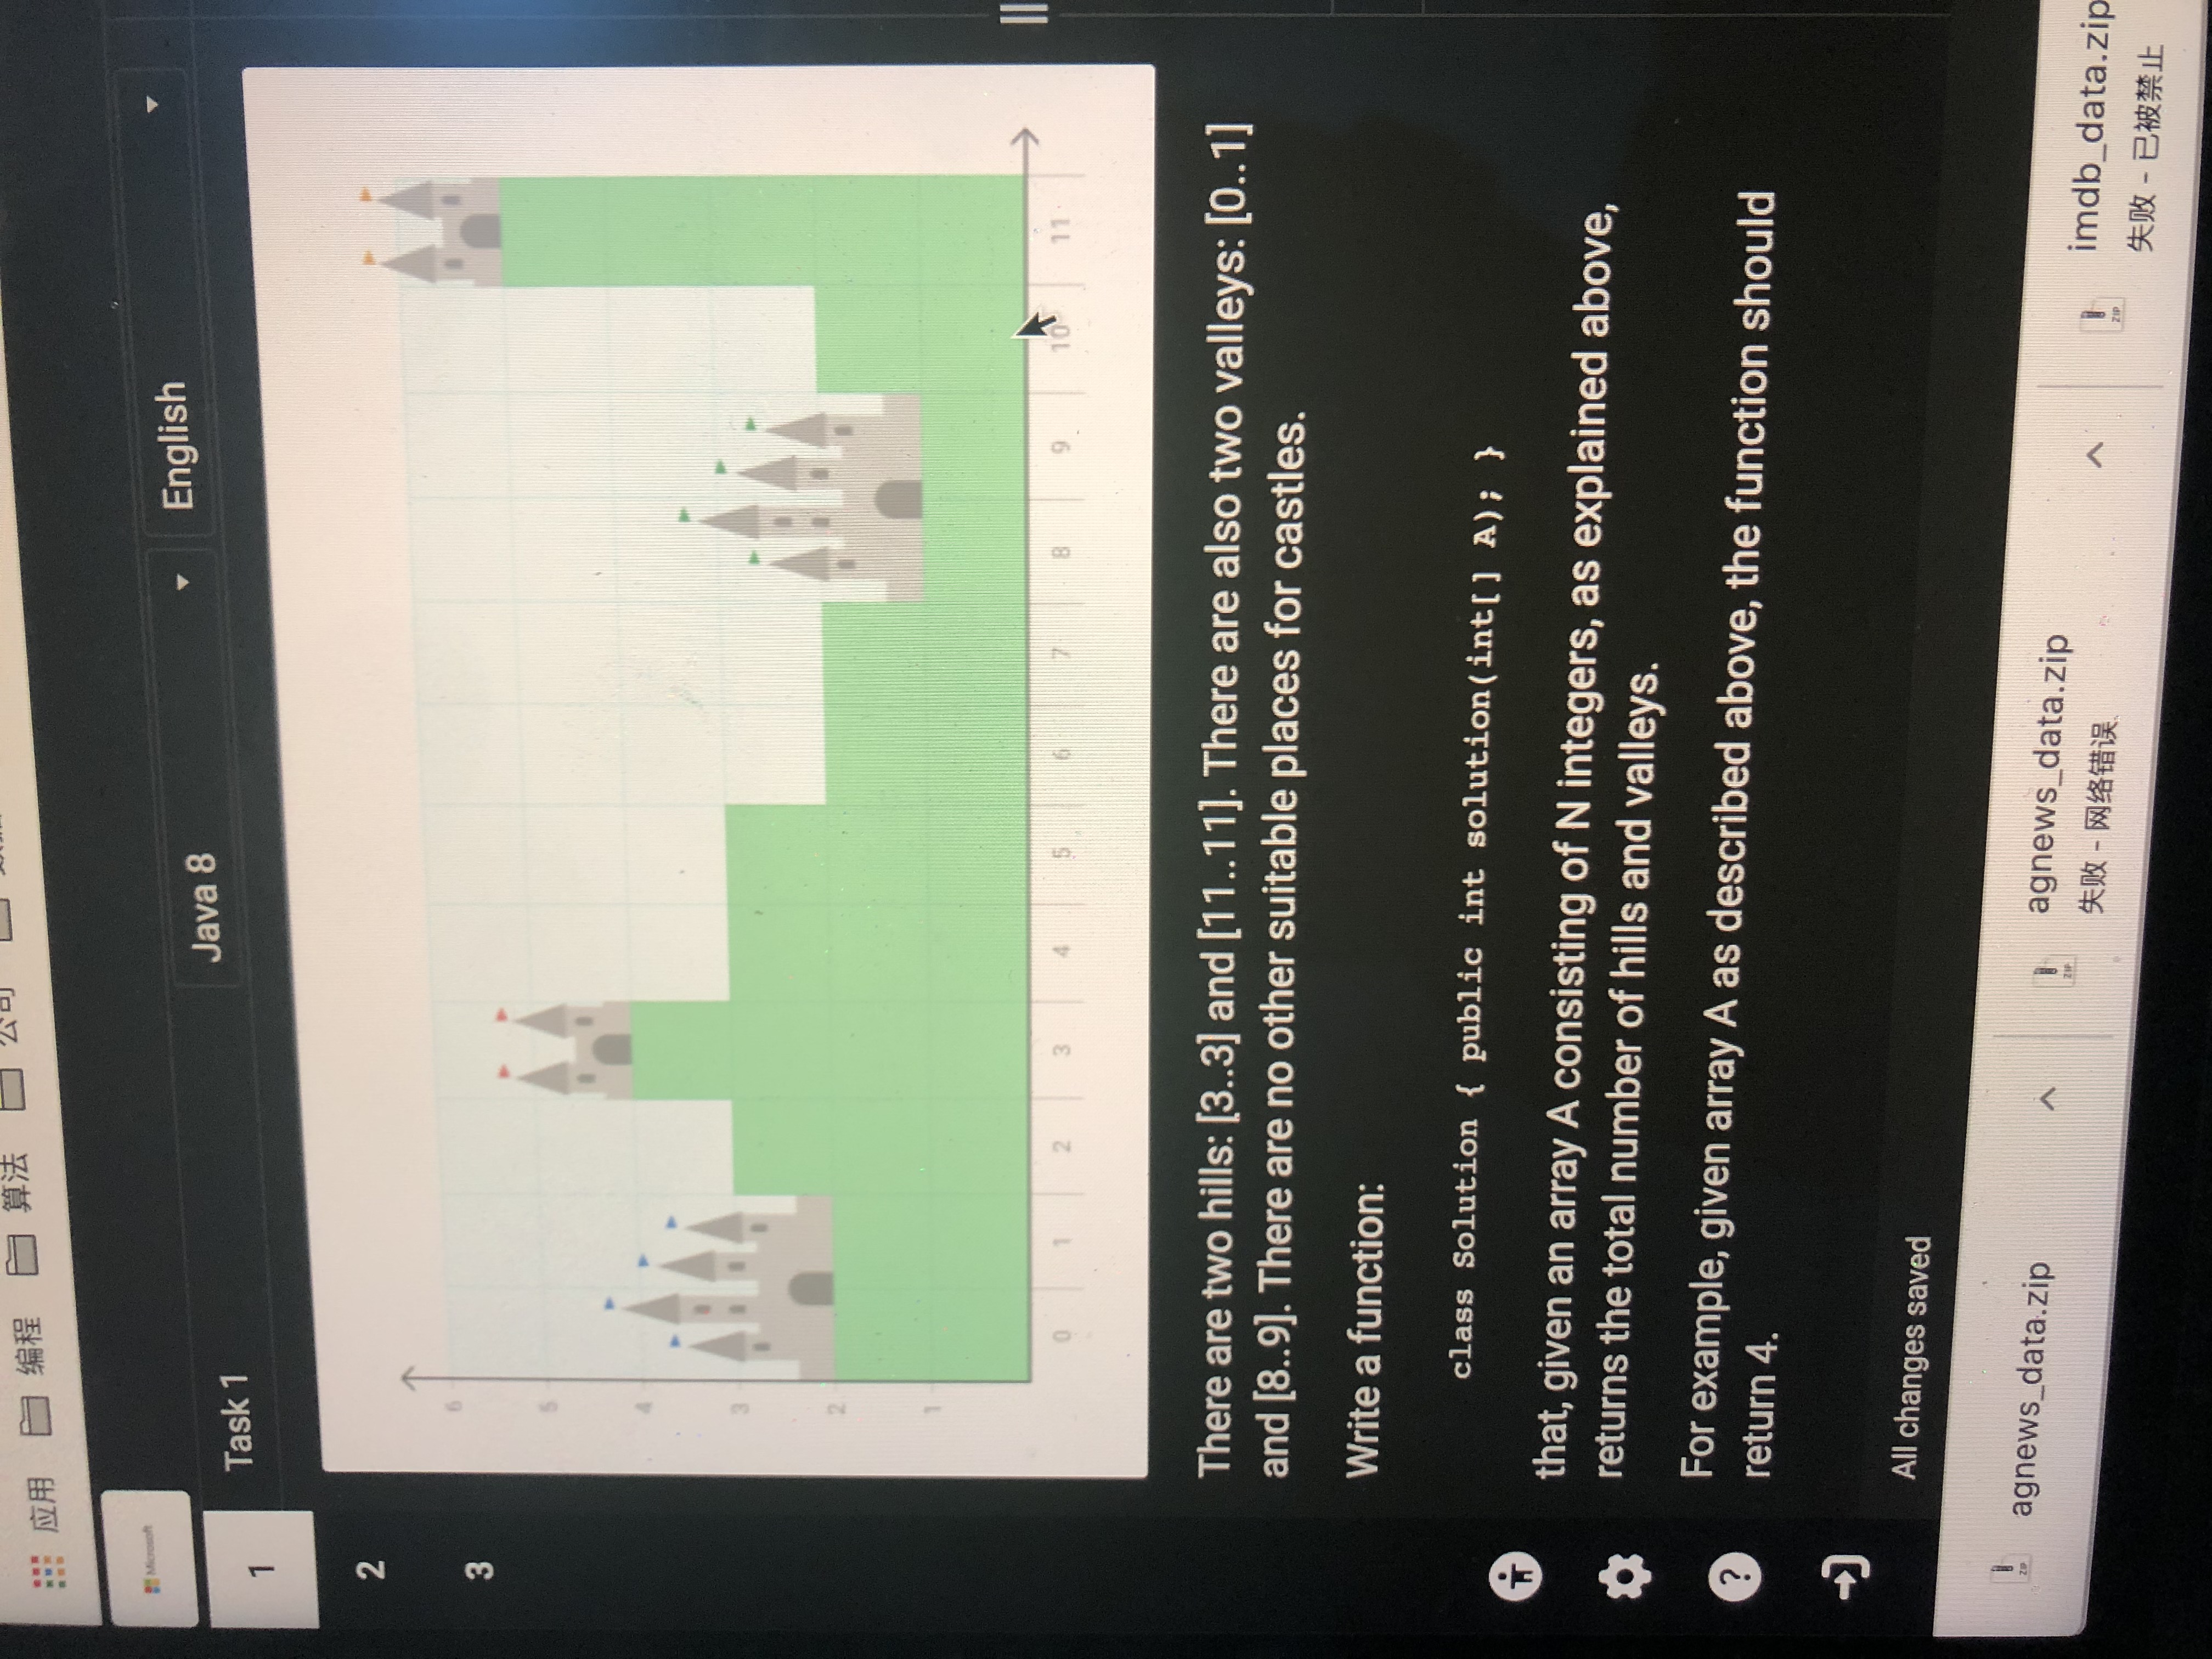 应用
编程
算法
公司
Microsoft
Task 1
Java 8
English
1
2
3
6
5
4
3
2
1
0 1 2 3 4 5 6 7 8 9 10 11
There are two hills: [3..3] and [11..11]. There are also two valleys: [0..1]
and [8..9]. There are no other suitable places for castles.
Write a function:
class Solution { public int solution(int[] A); }
that, given an array A consisting of N integers, as explained above,
returns the total number of hills and valleys.
For example, given array A as described above, the function should
return 4.
All changes saved
ZIP
agnews_data.zip
ZIP
agnews_data.zip
失败 - 网络错误
ZIP
imdb_data.zip
失败 - 已被禁止